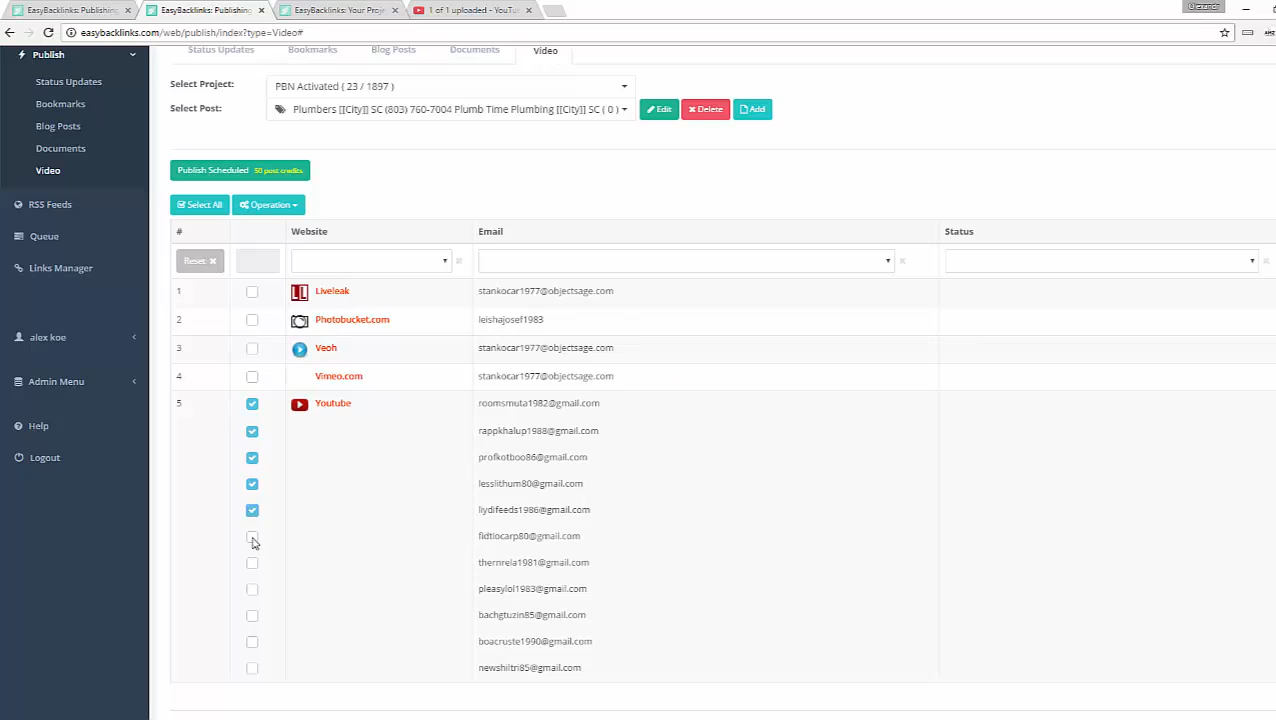 EasyBacklinks: Publishing
EasyBacklinks: Publishing
EasyBacklinks: Your Proje
1 of 1 uploaded - YouTu
easybacklinks.com/web/publish/index?type=Video#
Publish
Status Updates
Bookmarks
Blog Posts
Documents
Video
RSS Feeds
Queue
Links Manager
alex koe
Admin Menu
Help
Logout
Status Updates Bookmarks Blog Posts Documents Video
Select Project: PBN Activated ( 23 / 1897 )
Select Post: Plumbers [[City]] SC (803) 760-7004 Plumb Time Plumbing [[City]] SC ( 0 ) Edit Delete Add
Publish Scheduled 50 post credits
Select All Operation
# Website Email Status
Reset
1 Liveleak stankocar1977@objectsage.com
2 Photobucket.com leishajosef1983
3 Veoh stankocar1977@objectsage.com
4 Vimeo.com stankocar1977@objectsage.com
5 Youtube roomsmuta1982@gmail.com
rappkhalup1988@gmail.com
profkotboo86@gmail.com
lesslithum80@gmail.com
liydifeeds1986@gmail.com
fidtiocarp80@gmail.com
thernrela1981@gmail.com
pleasylol1983@gmail.com
bachgtuzin85@gmail.com
boacruste1990@gmail.com
newshiltri85@gmail.com